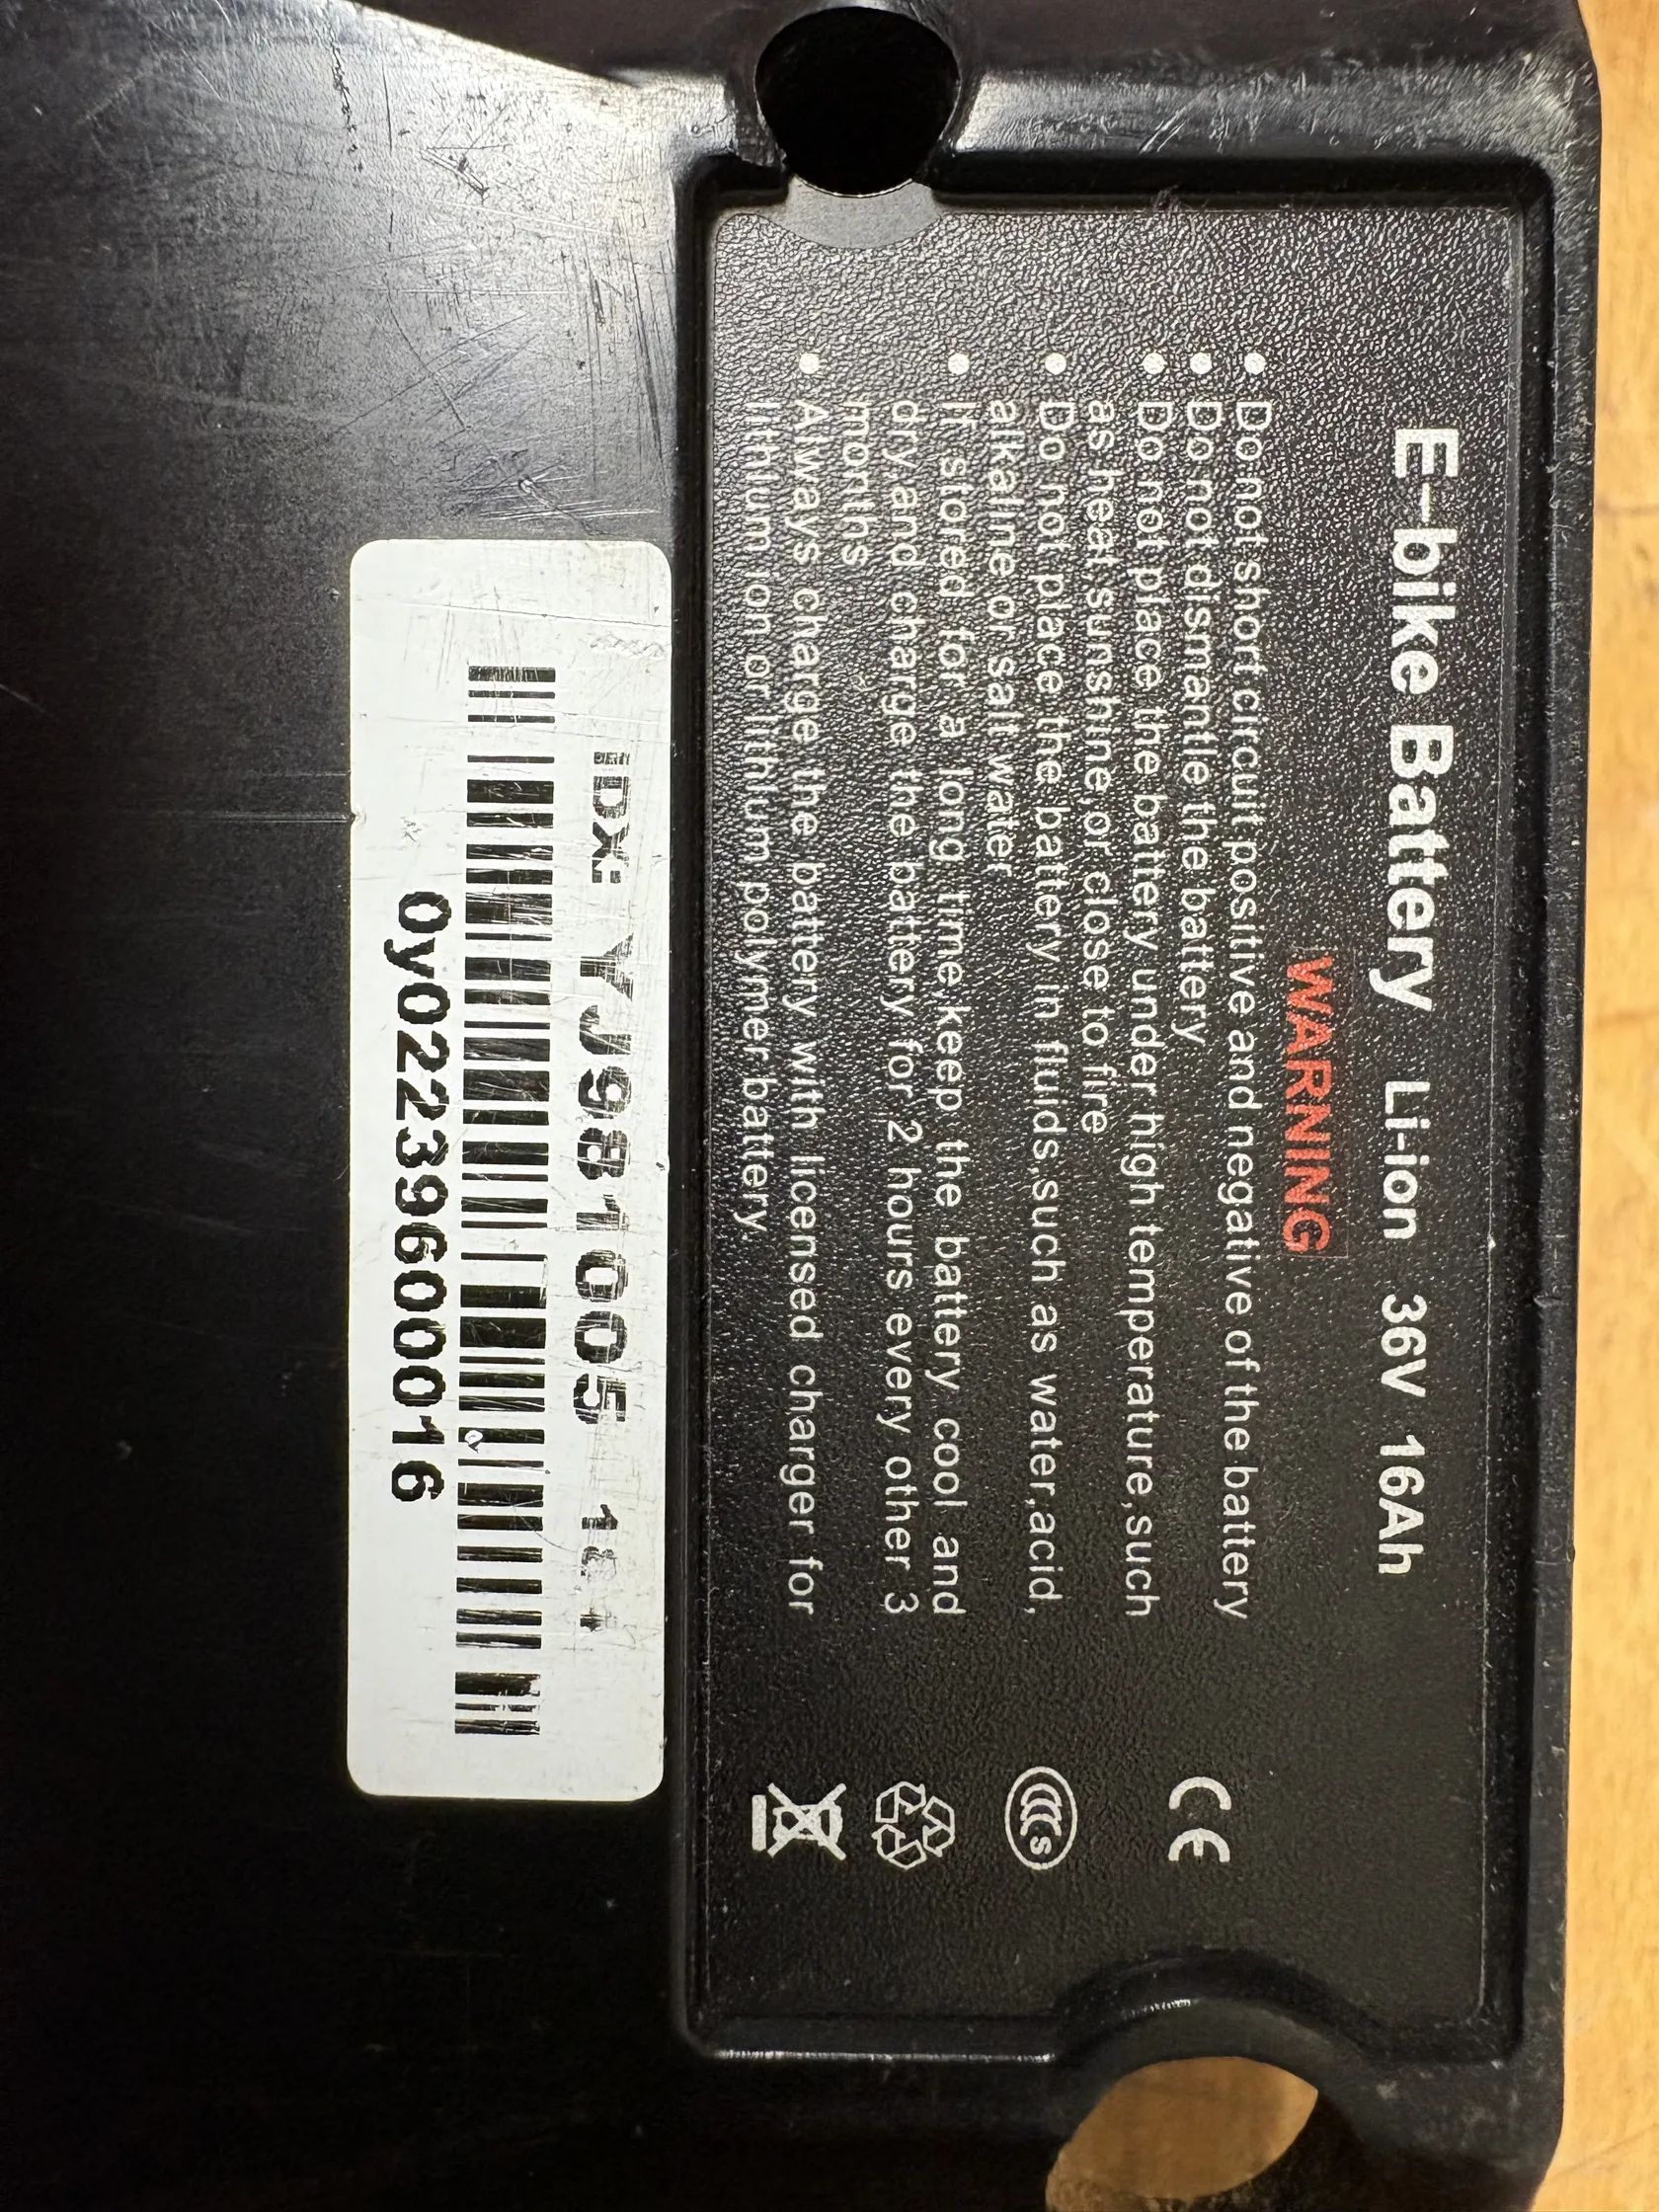 E-bike Battery Li-ion 36V 16Ah
WARNING
• Do not short circuit positive and negative of the battery
• Do not dismantle the battery
• Do not place the battery under high temperature,such
as heat,sunshine,or close to fire
• Do not place the battery in fluids,such as water,acid,
alkaline or salt water
• If stored for a long time,keep the battery cool and
dry,and charge the battery for 2 hours every other 3
months
• Always charge the battery with licensed charger for
lithium ion or lithium polymer battery.
CE
CCC S
YJ981005
0y02239600016